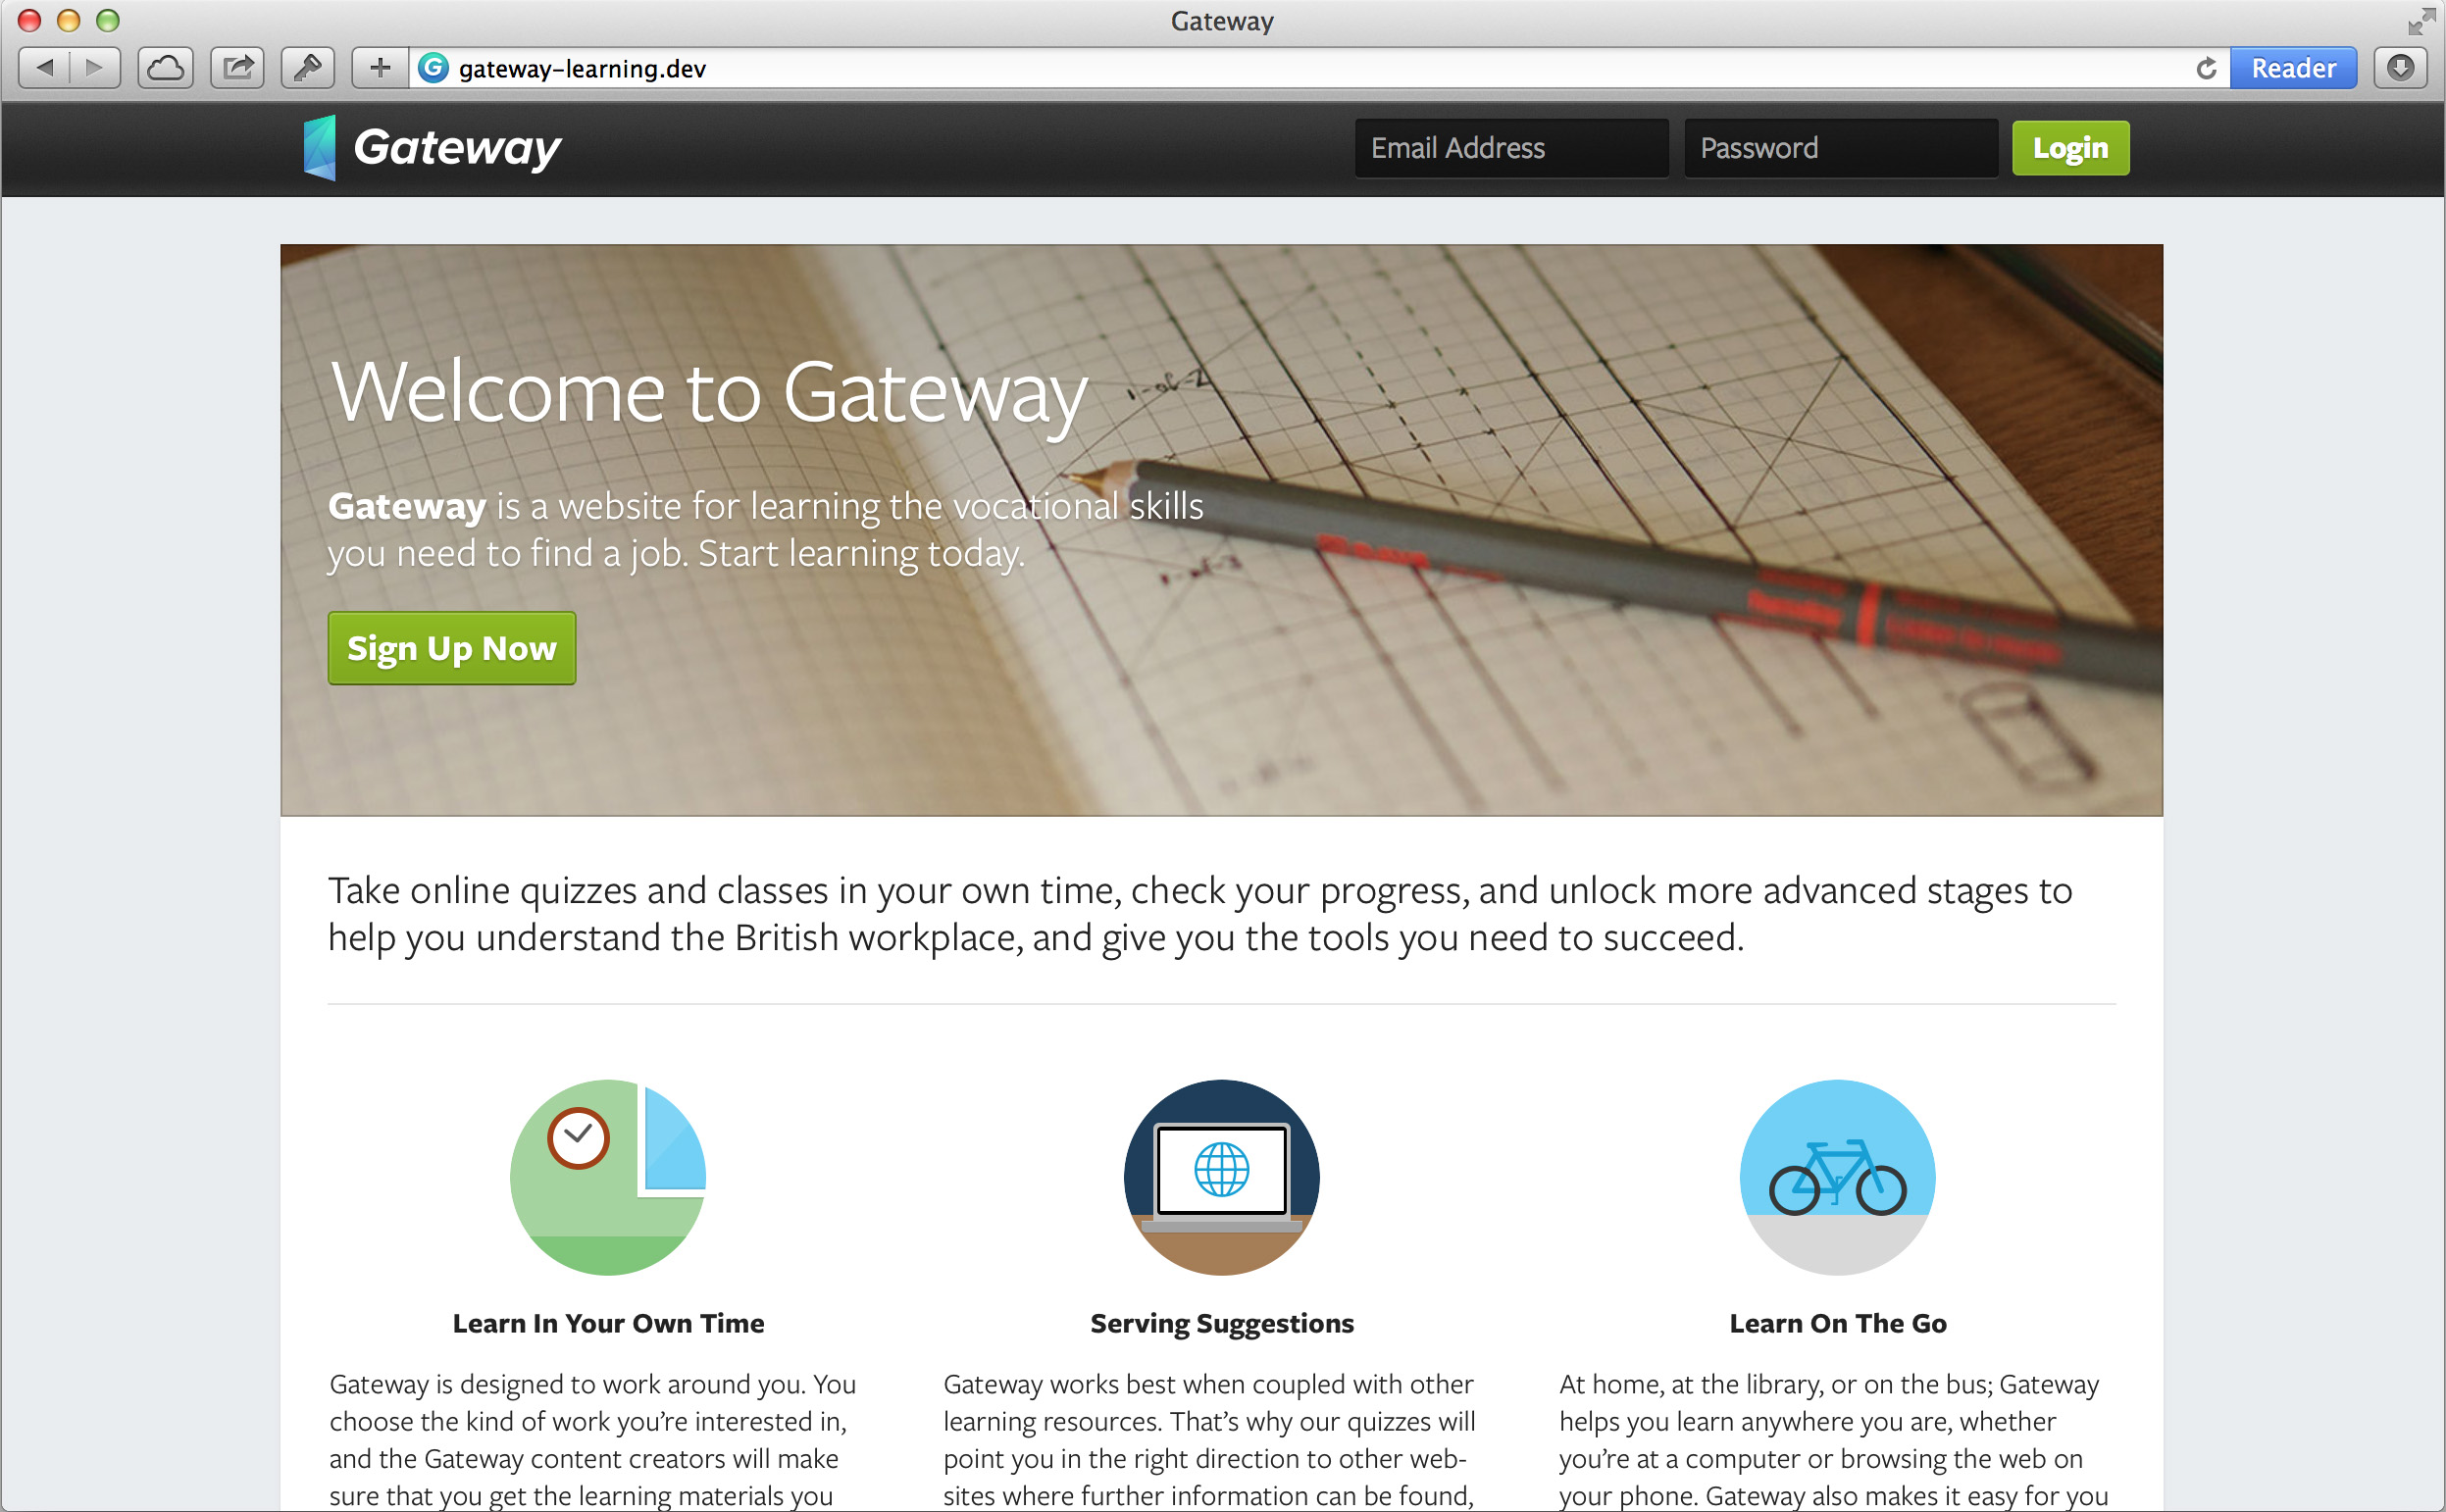 Gateway
gateway-learning.dev
Reader
Gateway
Email Address
Password
Login
Welcome to Gateway
Gateway is a website for learning the vocational skills
you need to find a job. Start learning today.
Sign Up Now
Take online quizzes and classes in your own time, check your progress, and unlock more advanced stages to
help you understand the British workplace, and give you the tools you need to succeed.
Learn In Your Own Time
Gateway is designed to work around you. You
choose the kind of work you’re interested in,
and the Gateway content creators will make
sure that you get the learning materials you
Serving Suggestions
Gateway works best when coupled with other
learning resources. That’s why our quizzes will
point you in the right direction to other web-
sites where further information can be found,
Learn On The Go
At home, at the library, or on the bus; Gateway
helps you learn anywhere you are, whether
you’re at a computer or browsing the web on
your phone. Gateway also makes it easy for you